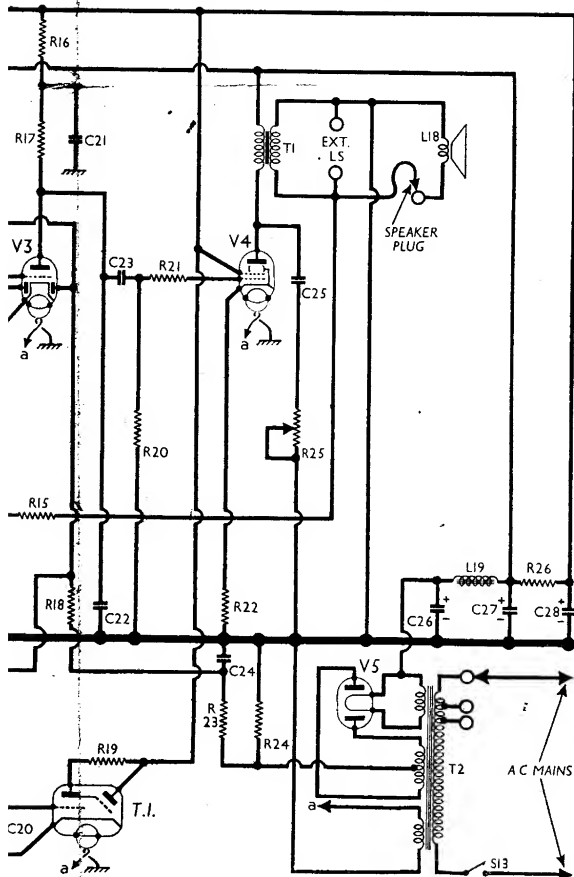 R16
R17
C21
T1
EXT.
LS
L18
SPEAKER
PLUG
V3
V4
C23
R21
C25
a
a
R20
R25
R15
L19
R26
R18
C22
R22
C26
+
−
C27
+
−
C28
+
−
C24
V5
R
23
R24
T2
A C MAINS
R19
T.I.
a
C20
a
S13